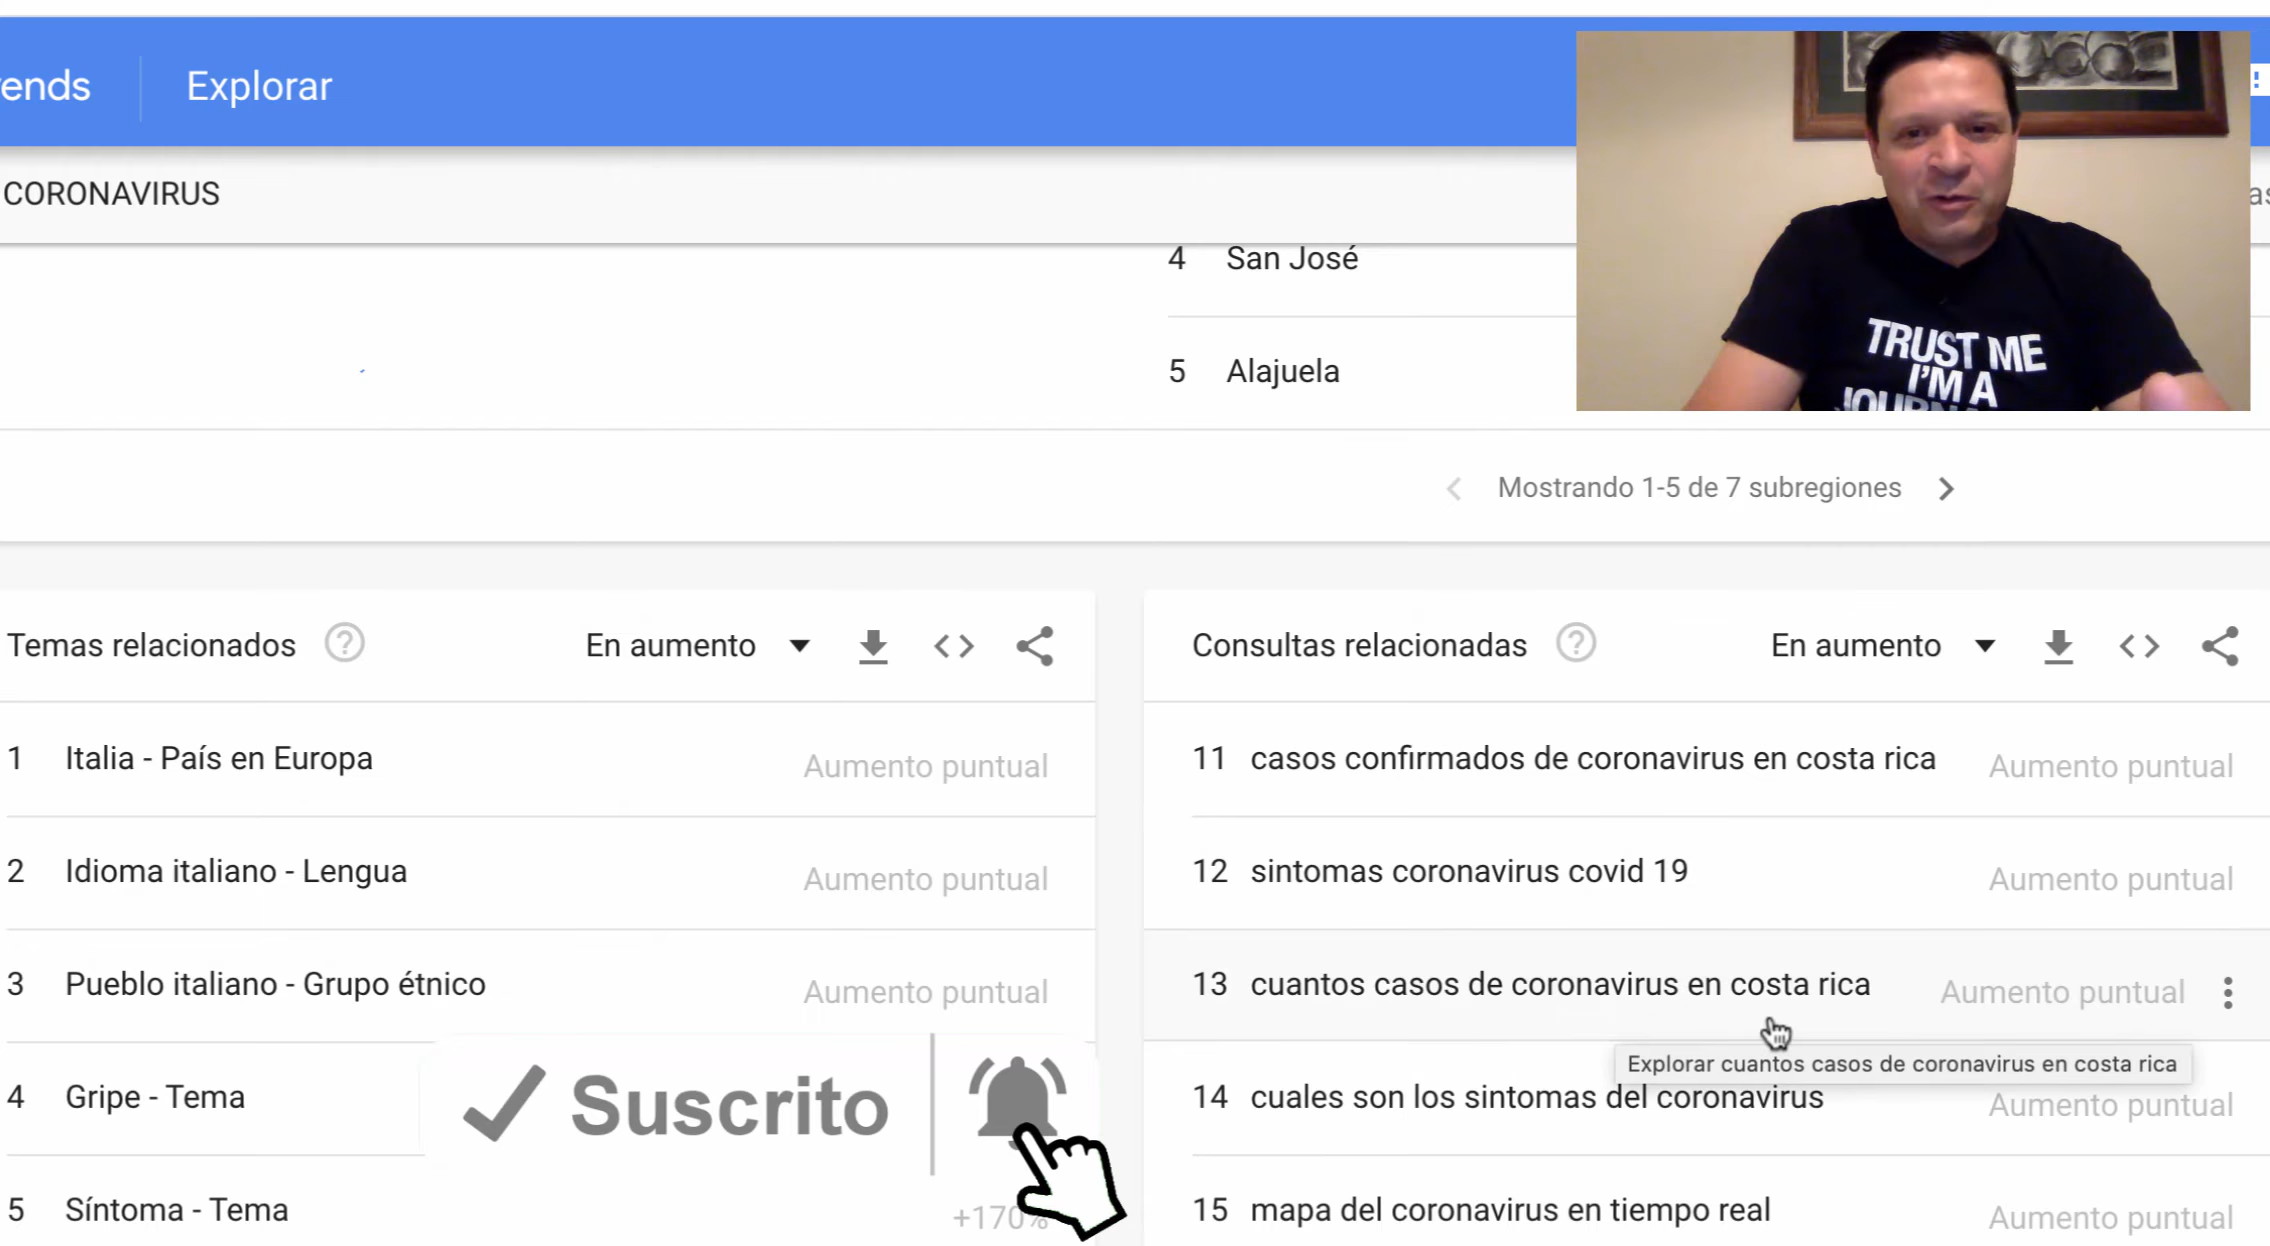 ends
Explorar
CORONAVIRUS
4 San José
5 Alajuela
TRUST ME
I'M A
Mostrando 1-5 de 7 subregiones
Temas relacionados
En aumento
1 Italia - País en Europa Aumento puntual
2 Idioma italiano - Lengua Aumento puntual
3 Pueblo italiano - Grupo étnico Aumento puntual
4 Gripe - Tema
5 Síntoma - Tema +170%
Suscrito
Consultas relacionadas
En aumento
11 casos confirmados de coronavirus en costa rica Aumento puntual
12 sintomas coronavirus covid 19 Aumento puntual
13 cuantos casos de coronavirus en costa rica Aumento puntual
Explorar cuantos casos de coronavirus en costa rica
14 cuales son los sintomas del coronavirus Aumento puntual
15 mapa del coronavirus en tiempo real Aumento puntual